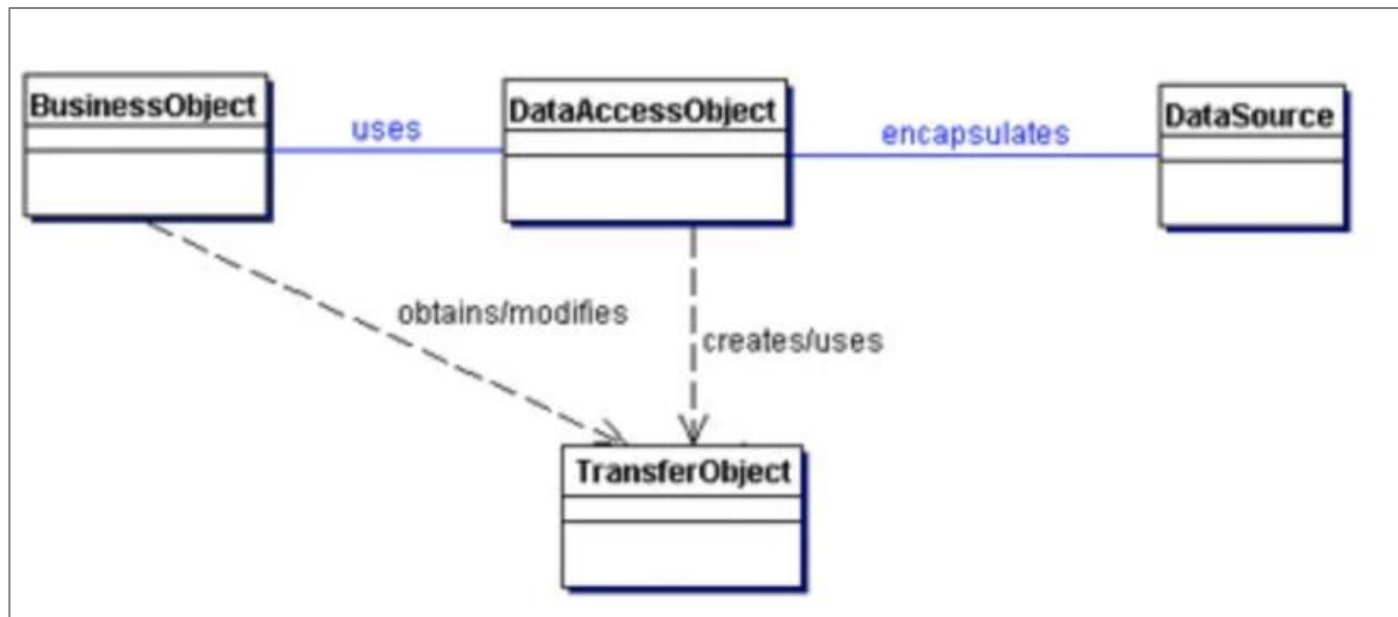 BusinessObject
uses
DataAccessObject
encapsulates
DataSource
obtains/modifies
creates/uses
TransferObject